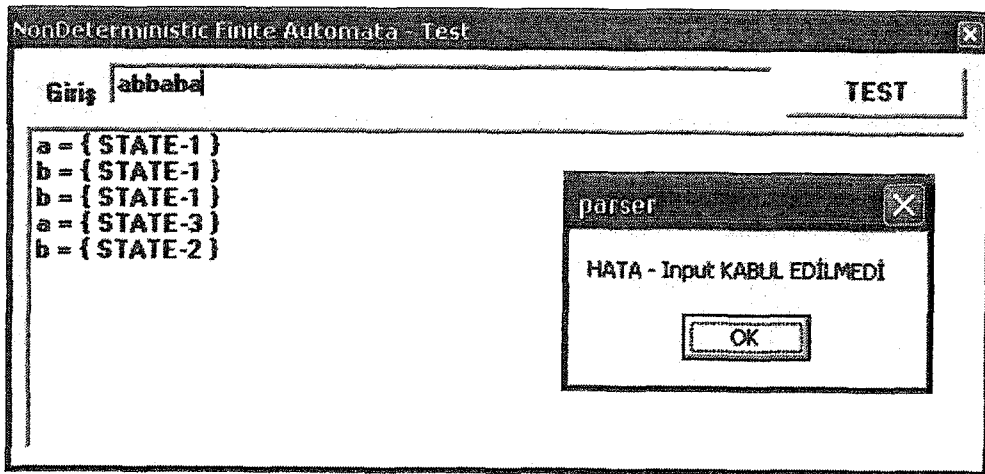 NonDeterministic Finite Automata - Test
Giriş abbaba TEST
a = { STATE-1 }
b = { STATE-1 }
b = { STATE-1 }
a = { STATE-3 }
b = { STATE-2 }
parser
HATA - Input KABUL EDİLMEDİ
OK